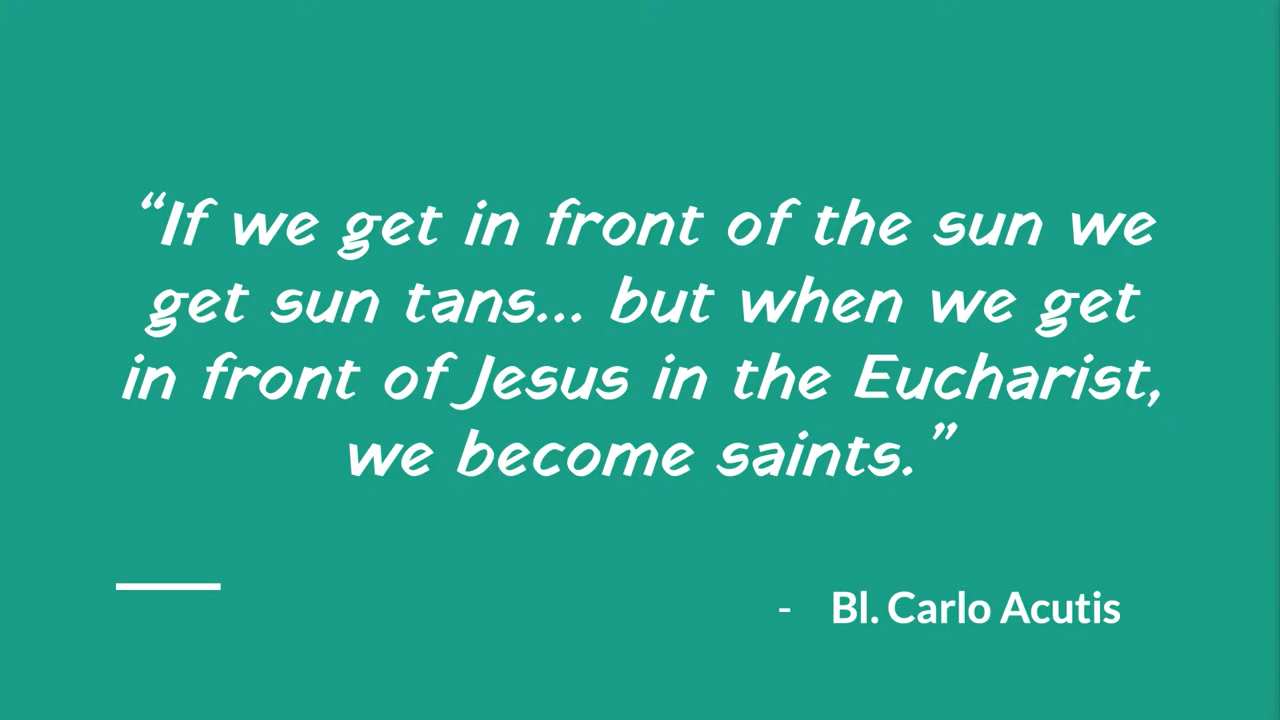 “If we get in front of the sun we
get sun tans... but when we get
in front of Jesus in the Eucharist,
we become saints.”
- Bl. Carlo Acutis